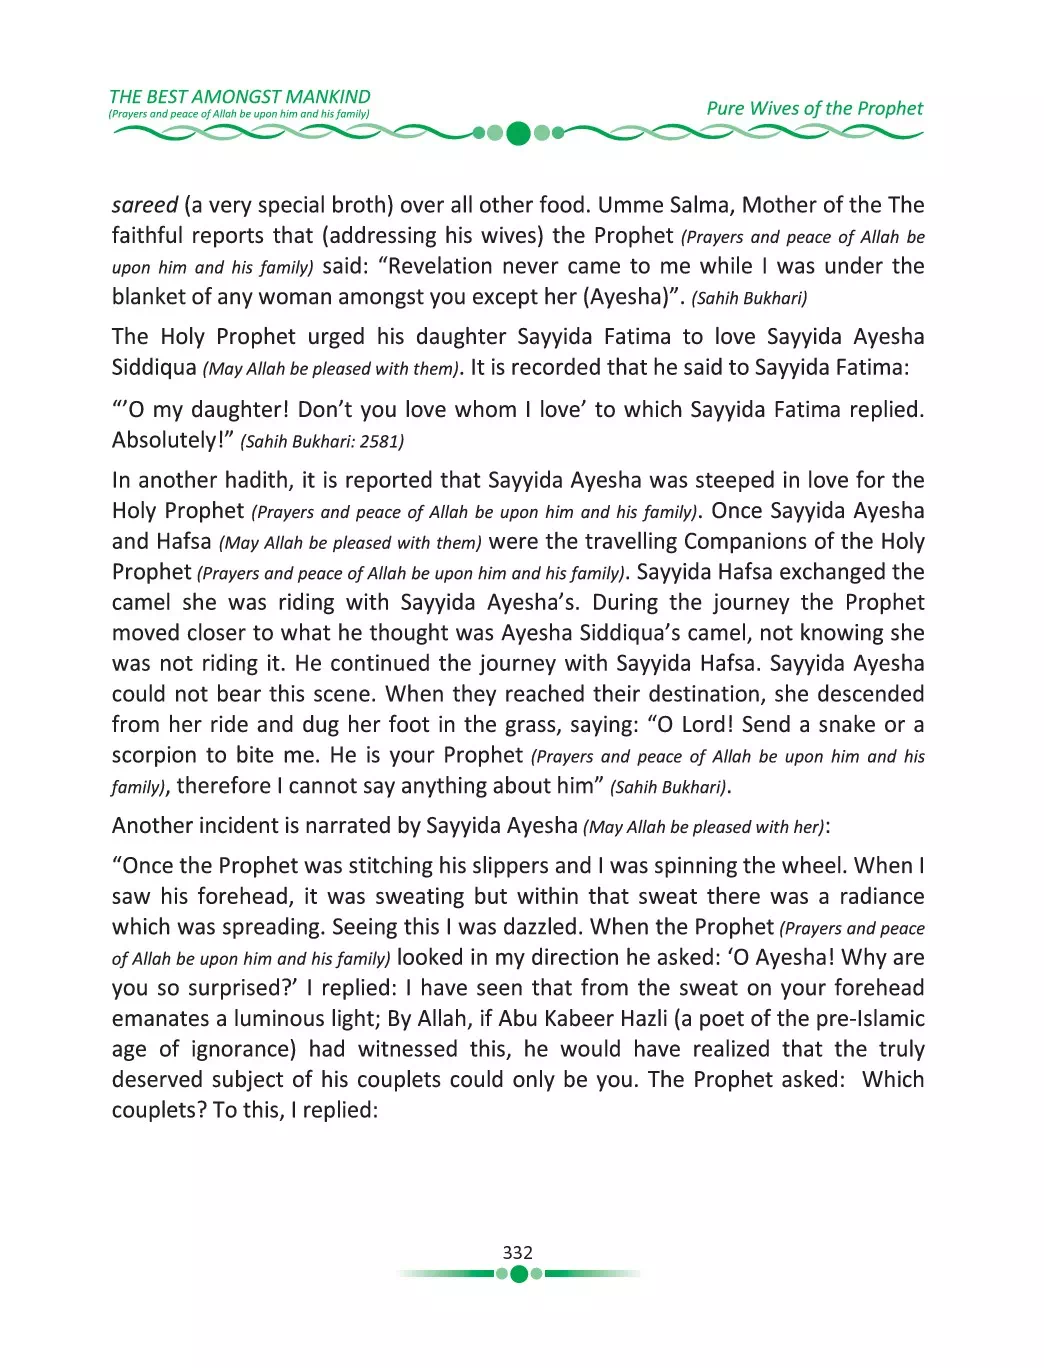 THE BEST AMONGST MANKIND
(Prayers and peace of Allah be upon him and his family)
Pure Wives of the Prophet
sareed (a very special broth) over all other food. Umme Salma, Mother of the The
faithful reports that (addressing his wives) the Prophet (Prayers and peace of Allah be
upon him and his family) said: “Revelation never came to me while I was under the
blanket of any woman amongst you except her (Ayesha)”. (Sahih Bukhari)
The Holy Prophet urged his daughter Sayyida Fatima to love Sayyida Ayesha
Siddiqua (May Allah be pleased with them). It is recorded that he said to Sayyida Fatima:
“’O my daughter! Don’t you love whom I love’ to which Sayyida Fatima replied.
Absolutely!” (Sahih Bukhari: 2581)
In another hadith, it is reported that Sayyida Ayesha was steeped in love for the
Holy Prophet (Prayers and peace of Allah be upon him and his family). Once Sayyida Ayesha
and Hafsa (May Allah be pleased with them) were the travelling Companions of the Holy
Prophet (Prayers and peace of Allah be upon him and his family). Sayyida Hafsa exchanged the
camel she was riding with Sayyida Ayesha’s. During the journey the Prophet
moved closer to what he thought was Ayesha Siddiqua’s camel, not knowing she
was not riding it. He continued the journey with Sayyida Hafsa. Sayyida Ayesha
could not bear this scene. When they reached their destination, she descended
from her ride and dug her foot in the grass, saying: “O Lord! Send a snake or a
scorpion to bite me. He is your Prophet (Prayers and peace of Allah be upon him and his
family), therefore I cannot say anything about him” (Sahih Bukhari).
Another incident is narrated by Sayyida Ayesha (May Allah be pleased with her):
“Once the Prophet was stitching his slippers and I was spinning the wheel. When I
saw his forehead, it was sweating but within that sweat there was a radiance
which was spreading. Seeing this I was dazzled. When the Prophet (Prayers and peace
of Allah be upon him and his family) looked in my direction he asked: ‘O Ayesha! Why are
you so surprised?’ I replied: I have seen that from the sweat on your forehead
emanates a luminous light; By Allah, if Abu Kabeer Hazli (a poet of the pre-Islamic
age of ignorance) had witnessed this, he would have realized that the truly
deserved subject of his couplets could only be you. The Prophet asked:  Which
couplets? To this, I replied:
332